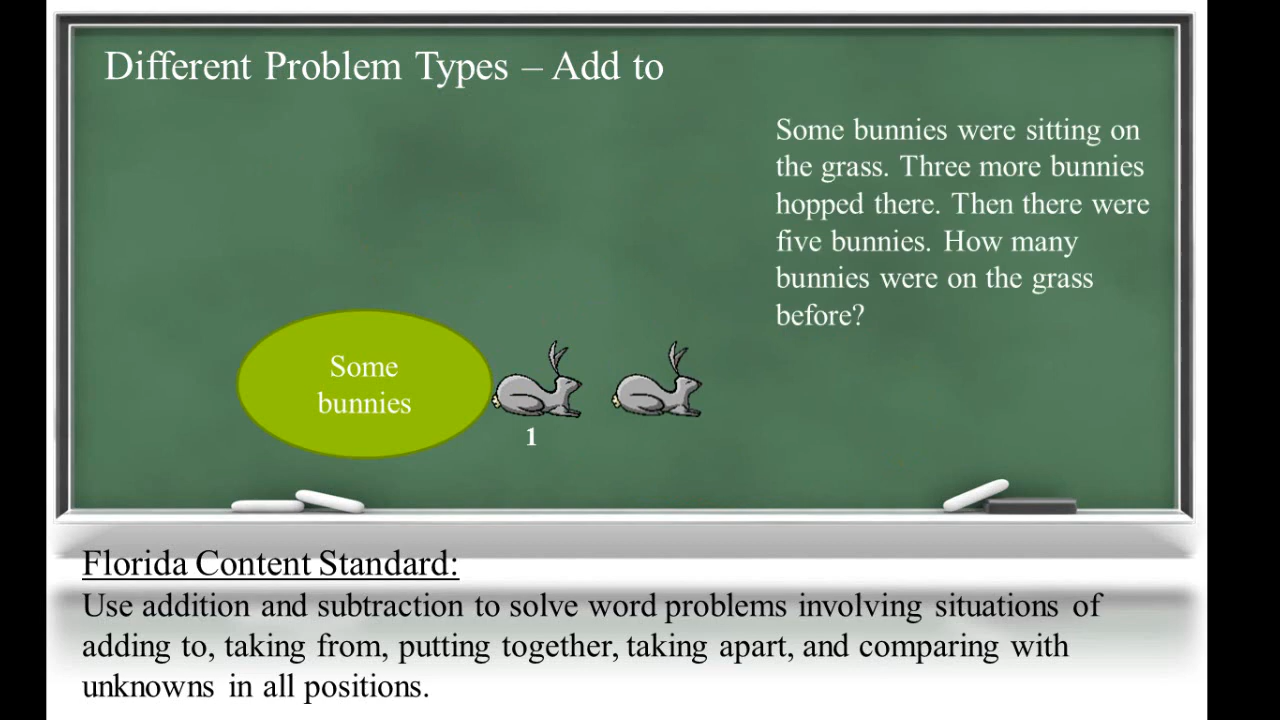 Different Problem Types – Add to
Some bunnies were sitting on
the grass. Three more bunnies
hopped there. Then there were
five bunnies. How many
bunnies were on the grass
before?
Some
bunnies
1
Florida Content Standard:
Use addition and subtraction to solve word problems involving situations of
adding to, taking from, putting together, taking apart, and comparing with
unknowns in all positions.